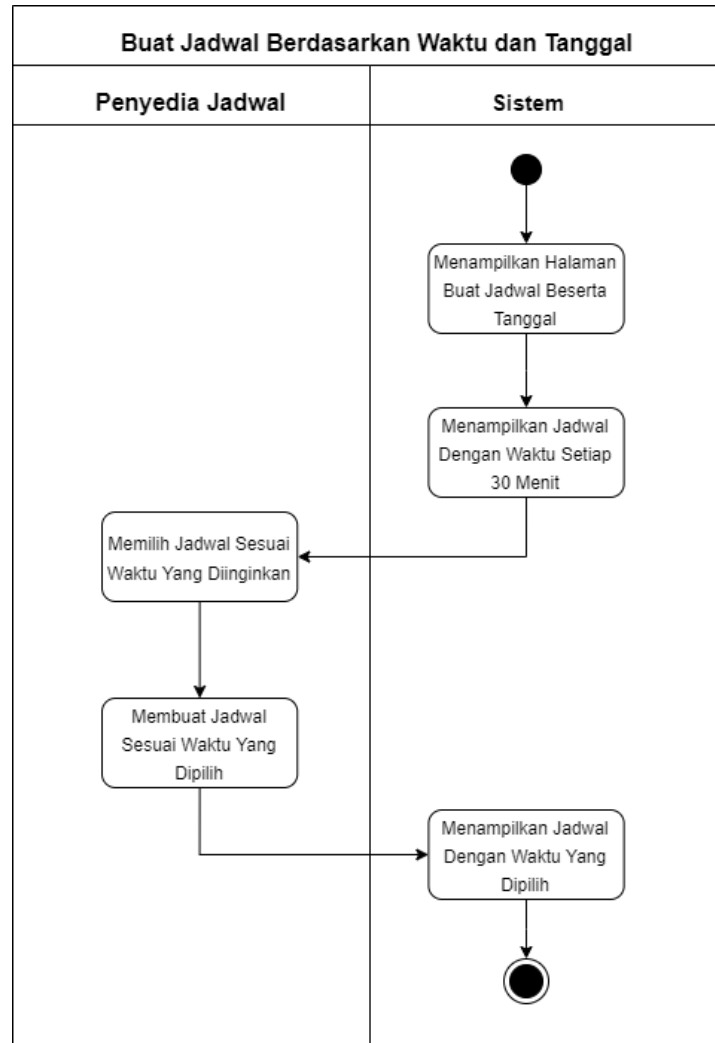 Buat Jadwal Berdasarkan Waktu dan Tanggal
Penyedia Jadwal
Sistem
Menampilkan Halaman
Buat Jadwal Beserta
Tanggal
Menampilkan Jadwal
Dengan Waktu Setiap
30 Menit
Memilih Jadwal Sesuai
Waktu Yang Diinginkan
Membuat Jadwal
Sesuai Waktu Yang
Dipilih
Menampilkan Jadwal
Dengan Waktu Yang
Dipilih